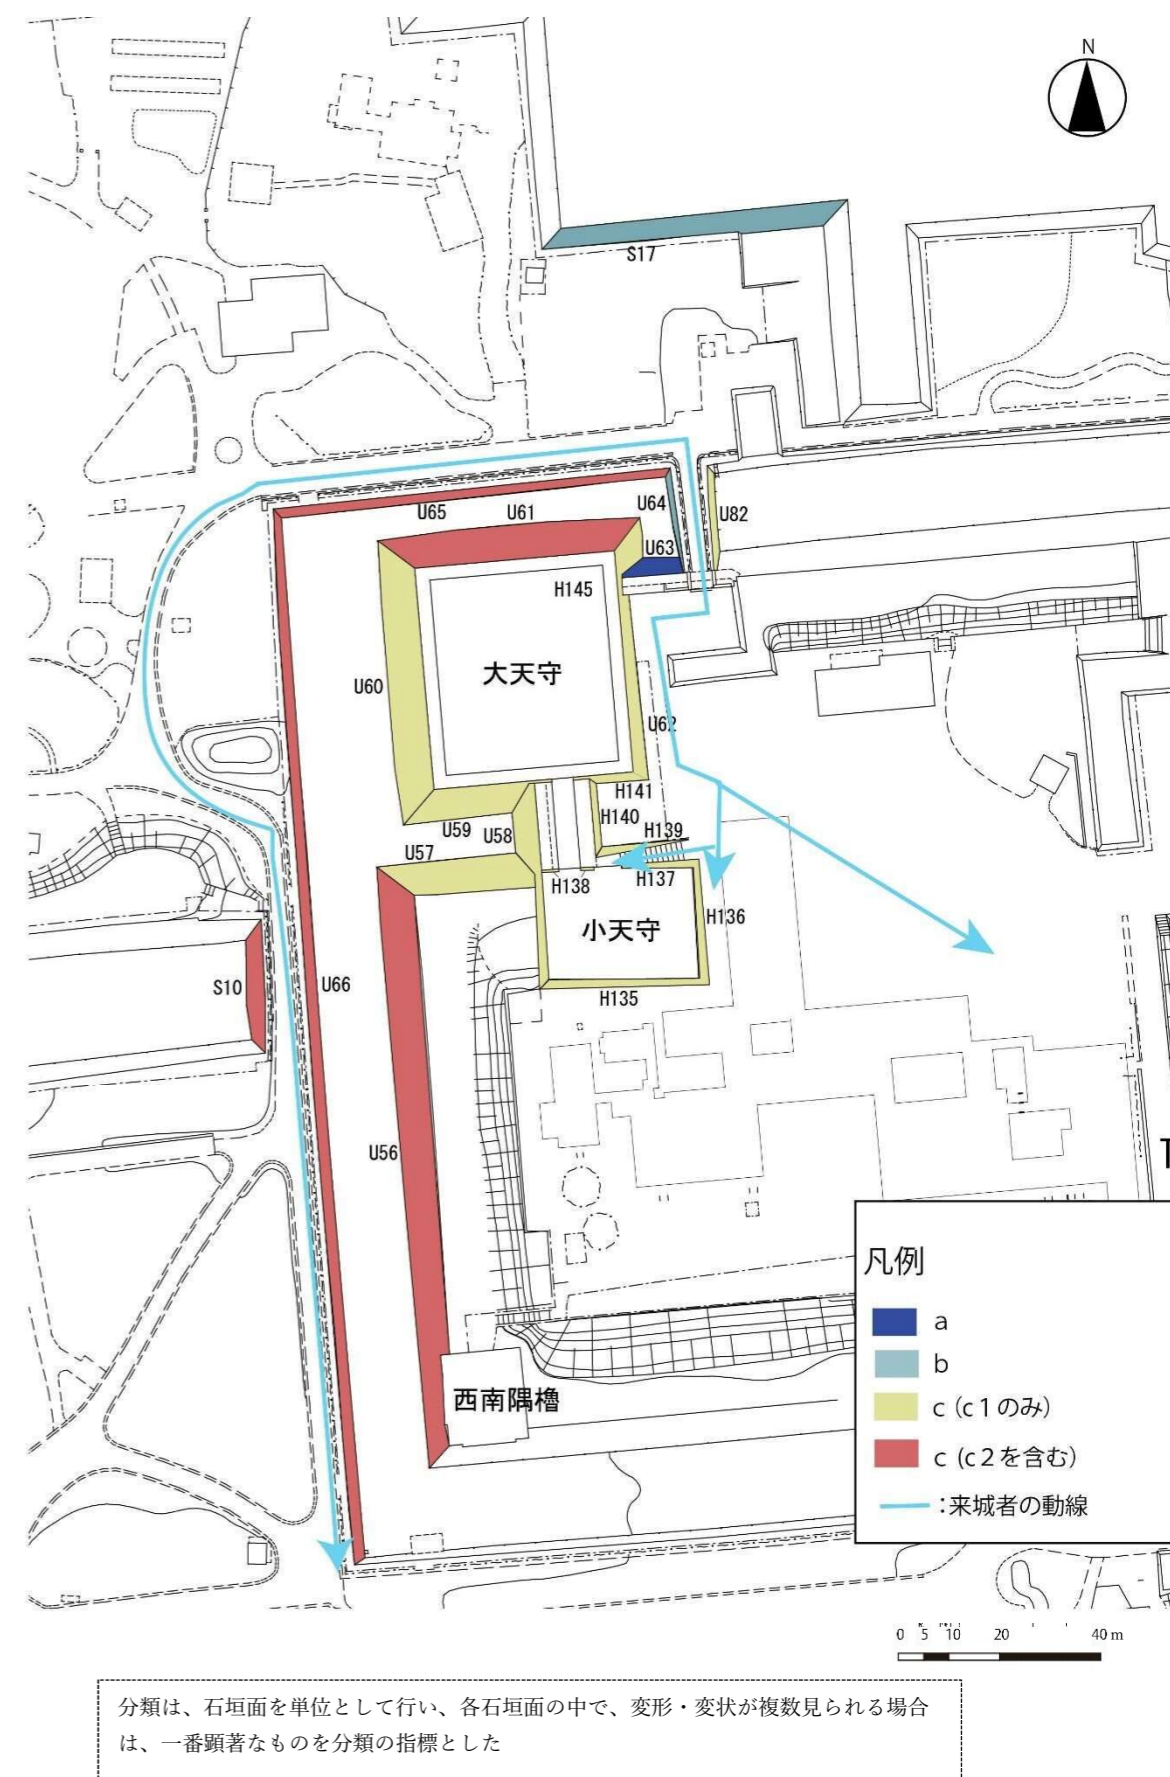 N
S17
U65
U61
U64
U82
U63
H145
大天守
U60
U62
H141
H140
U59
U58
H139
U57
H138
H137
小天守
H136
S10
U66
H135
U56
西南隅櫓
凡例
a
b
c (c1のみ)
c (c2を含む)
:来城者の動線
0 5 10 20 40 m
分類は、石垣面を単位として行い、各石垣面の中で、変形・変状が複数見られる場合
は、一番顕著なものを分類の指標とした